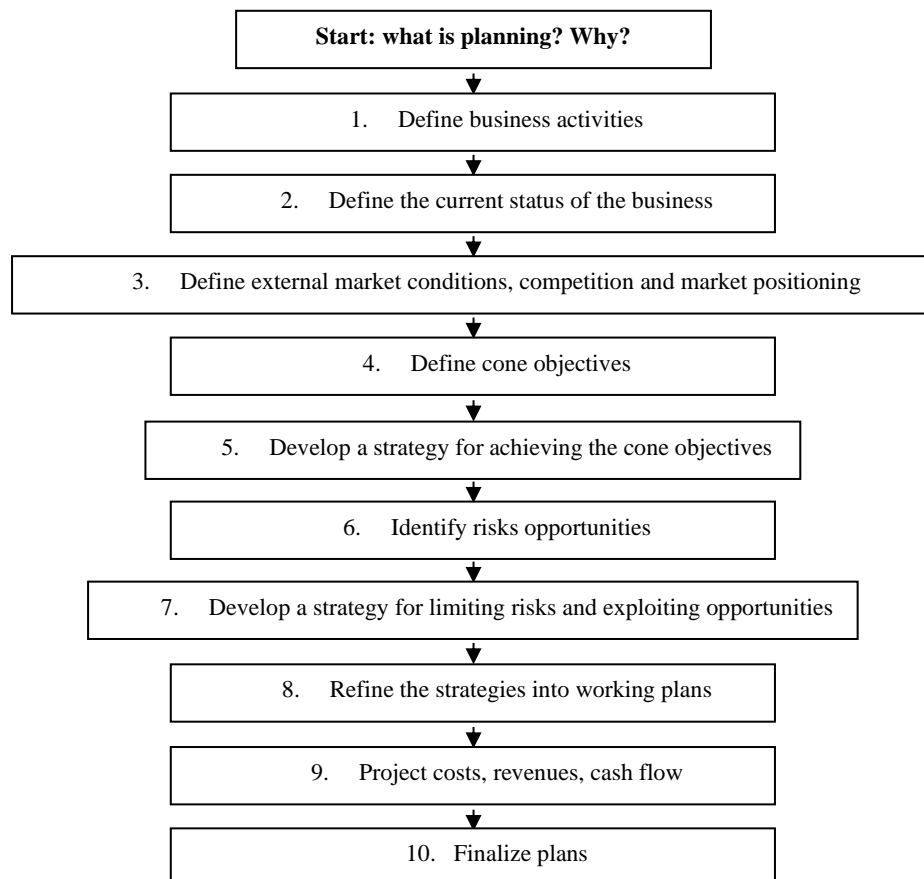 Start: what is planning? Why?
1. Define business activities
2. Define the current status of the business
3. Define external market conditions, competition and market positioning
4. Define cone objectives
5. Develop a strategy for achieving the cone objectives
6. Identify risks opportunities
7. Develop a strategy for limiting risks and exploiting opportunities
8. Refine the strategies into working plans
9. Project costs, revenues, cash flow
10. Finalize plans